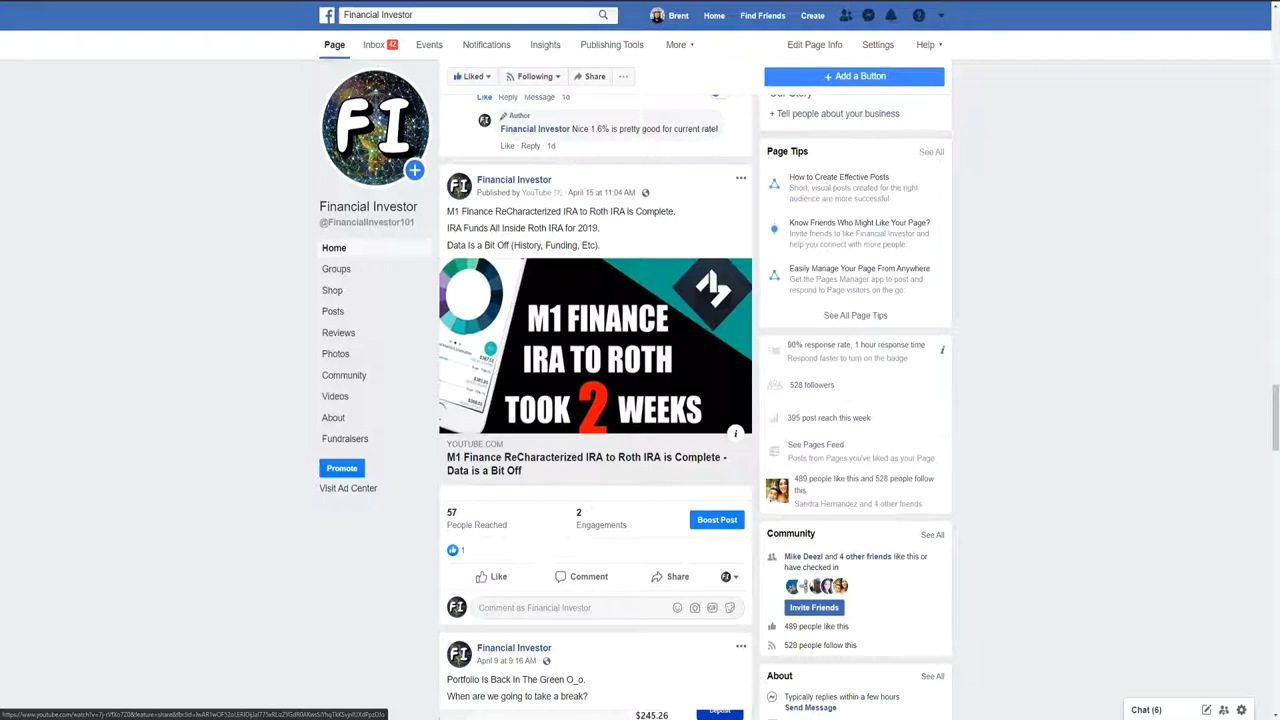 Financial Investor
Brent
Home
Find Friends
Create
Page
Inbox 42
Events
Notifications
Insights
Publishing Tools
More
Edit Page Info
Settings
Help
FI
Financial Investor
@FinancialInvestor101
Home
Groups
Shop
Posts
Reviews
Photos
Community
Videos
About
Fundraisers
Promote
Visit Ad Center
Liked
Following
Share
Like Reply Message 1d
Author
Financial Investor Nice 1.6% is pretty good for current rate!
Like · Reply · 1d
Financial Investor
Published by YouTube · April 15 at 11:04 AM ·
M1 Finance ReCharacterized IRA to Roth IRA is Complete.
IRA Funds All Inside Roth IRA for 2019.
Data Is a Bit Off (History, Funding, Etc).
M1 FINANCE
IRA TO ROTH
TOOK 2 WEEKS
YOUTUBE.COM
M1 Finance ReCharacterized IRA to Roth IRA is Complete -
Data is a Bit Off
57
People Reached
2
Engagements
Boost Post
1
Like
Comment
Share
Comment as Financial Investor
Financial Investor
April 9 at 9:16 AM ·
Portfolio Is Back In The Green O_o.
When are we going to take a break?
$245.26
Deposit
+ Add a Button
Our Story
+ Tell people about your business
Page Tips
See All
How to Create Effective Posts
Short, visual posts created for the right
audience are more successful
Know Friends Who Might Like Your Page?
Invite friends to like Financial Investor and
help you connect with more people.
Easily Manage Your Page From Anywhere
Get the Pages Manager app to post and
respond to Page visitors on the go.
See All Page Tips
90% response rate, 1 hour response time
Respond faster to turn on the badge
528 followers
395 post reach this week
See Pages Feed
Posts from Pages you've liked as your Page
489 people like this and 528 people follow
this
Sandra Hernandez and 4 other friends
Community
See All
Mike Deezl and 4 other friends like this or
have checked in
Invite Friends
489 people like this
528 people follow this
About
See All
Typically replies within a few hours
Send Message
Chat (6)